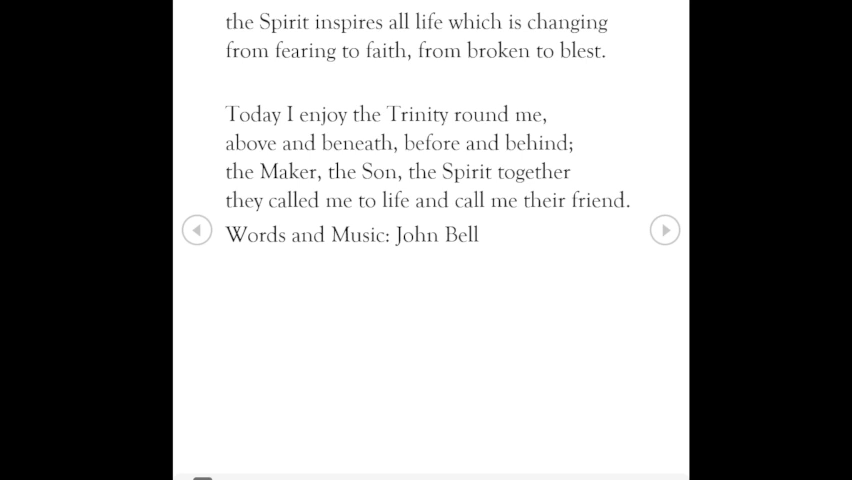 the Spirit inspires all life which is changing
from fearing to faith, from broken to blest.
Today I enjoy the Trinity round me,
above and beneath, before and behind;
the Maker, the Son, the Spirit together
they called me to life and call me their friend.
Words and Music: John Bell